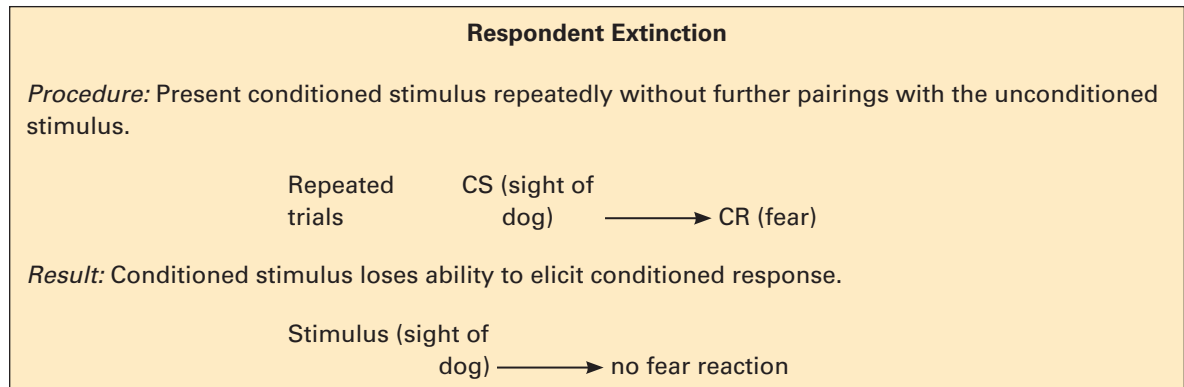 Respondent Extinction
Procedure: Present conditioned stimulus repeatedly without further pairings with the unconditioned
stimulus.
Repeated CS (sight of
trials dog) → CR (fear)
Result: Conditioned stimulus loses ability to elicit conditioned response.
Stimulus (sight of
dog) → no fear reaction